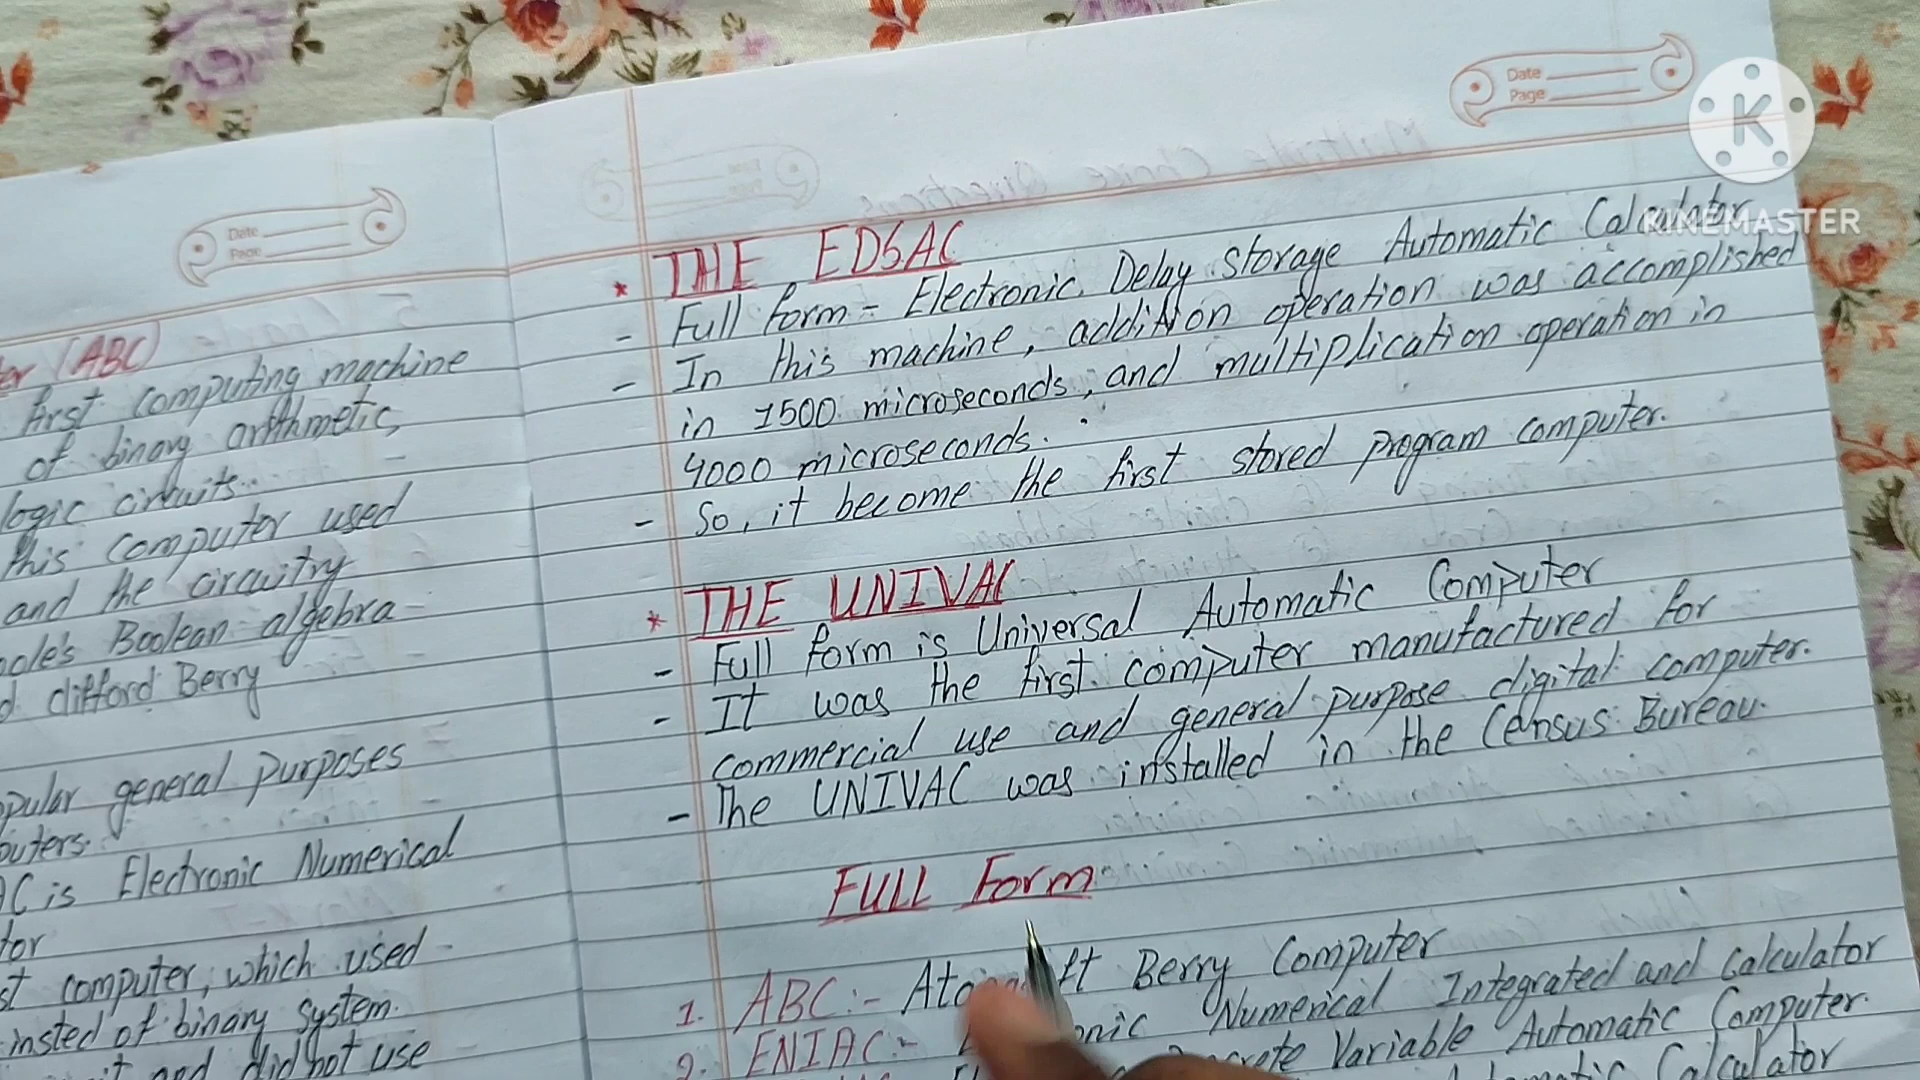 er (ABC)
first computing machine
of binary arithmetic,
logic circuits.
this computer used
and the circuitry
Boolean algebra
d Clifford Berry
general purposes
AC is Electronic Numerical
tor
st computer, which used
insted of binary system.
and did not use
Date
Page
Date
Page
KINEMASTER
* THE EDSAC
- Full form - Electronic Delay Storage Automatic Calculator
- In this machine, addition operation was accomplished
in 1500 microseconds, and multiplication operation in
4000 microseconds.
- So, it become the first stored program computer.
* THE UNIVAC
- Full form is Universal Automatic Computer
- It was the first computer manufactured for
commercial use and general purpose digital computer.
- The UNIVAC was installed in the Census Bureau.
FULL Form
1. ABC:- Berry Computer
2. ENIAC:- Numerical Integrated and Calculator
Variable Automatic Computer.
Calculator